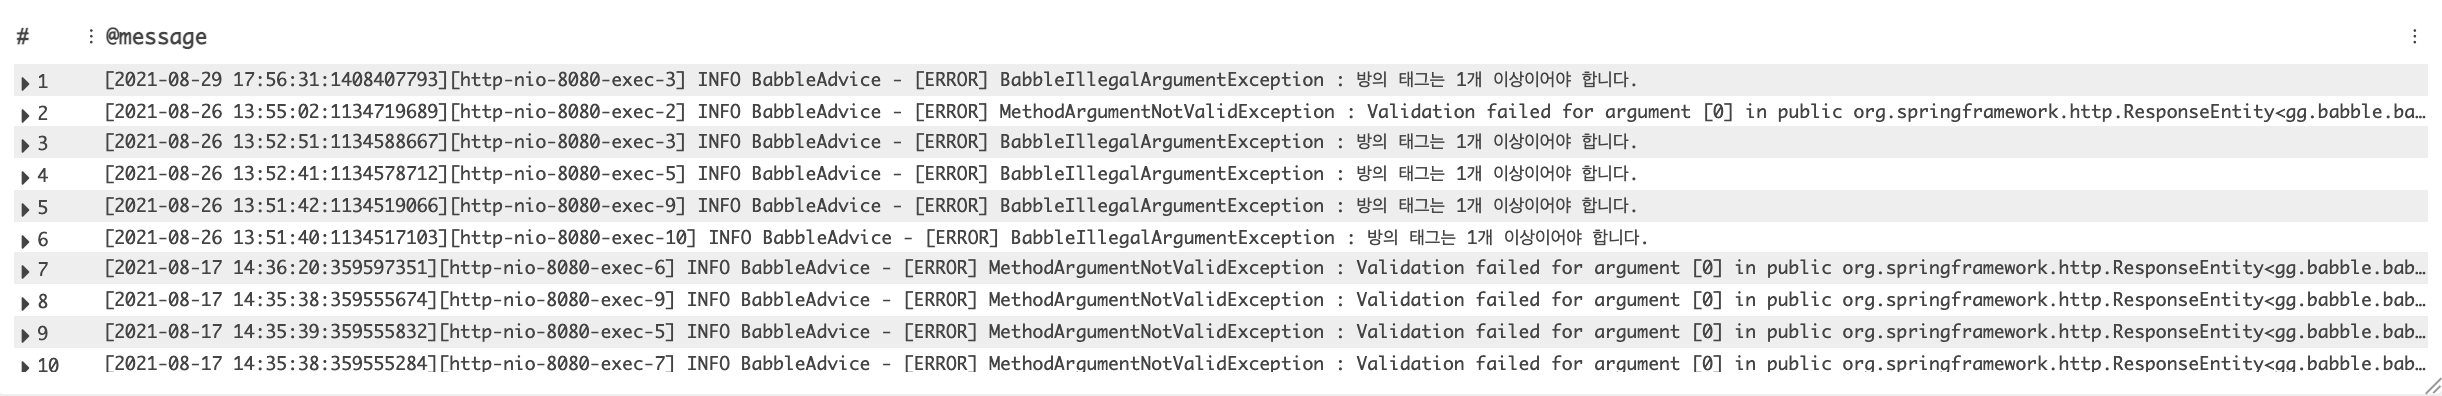 # ⋮ @message ⋮
1 [2021-08-29 17:56:31:1408407793][http-nio-8080-exec-3] INFO BabbleAdvice - [ERROR] BabbleIllegalArgumentException : 방의 태그는 1개 이상이어야 합니다.
2 [2021-08-26 13:55:02:1134719689][http-nio-8080-exec-2] INFO BabbleAdvice - [ERROR] MethodArgumentNotValidException : Validation failed for argument [0] in public org.springframework.http.ResponseEntity<gg.babble.ba…
3 [2021-08-26 13:52:51:1134588667][http-nio-8080-exec-3] INFO BabbleAdvice - [ERROR] BabbleIllegalArgumentException : 방의 태그는 1개 이상이어야 합니다.
4 [2021-08-26 13:52:41:1134578712][http-nio-8080-exec-5] INFO BabbleAdvice - [ERROR] BabbleIllegalArgumentException : 방의 태그는 1개 이상이어야 합니다.
5 [2021-08-26 13:51:42:1134519066][http-nio-8080-exec-9] INFO BabbleAdvice - [ERROR] BabbleIllegalArgumentException : 방의 태그는 1개 이상이어야 합니다.
6 [2021-08-26 13:51:40:1134517103][http-nio-8080-exec-10] INFO BabbleAdvice - [ERROR] BabbleIllegalArgumentException : 방의 태그는 1개 이상이어야 합니다.
7 [2021-08-17 14:36:20:359597351][http-nio-8080-exec-6] INFO BabbleAdvice - [ERROR] MethodArgumentNotValidException : Validation failed for argument [0] in public org.springframework.http.ResponseEntity<gg.babble.bab…
8 [2021-08-17 14:35:38:359555674][http-nio-8080-exec-9] INFO BabbleAdvice - [ERROR] MethodArgumentNotValidException : Validation failed for argument [0] in public org.springframework.http.ResponseEntity<gg.babble.bab…
9 [2021-08-17 14:35:39:359555832][http-nio-8080-exec-5] INFO BabbleAdvice - [ERROR] MethodArgumentNotValidException : Validation failed for argument [0] in public org.springframework.http.ResponseEntity<gg.babble.bab…
10 [2021-08-17 14:35:38:359555284][http-nio-8080-exec-7] INFO BabbleAdvice - [ERROR] MethodArgumentNotValidException : Validation failed for argument [0] in public org.springframework.http.ResponseEntity<gg.babble.bab…